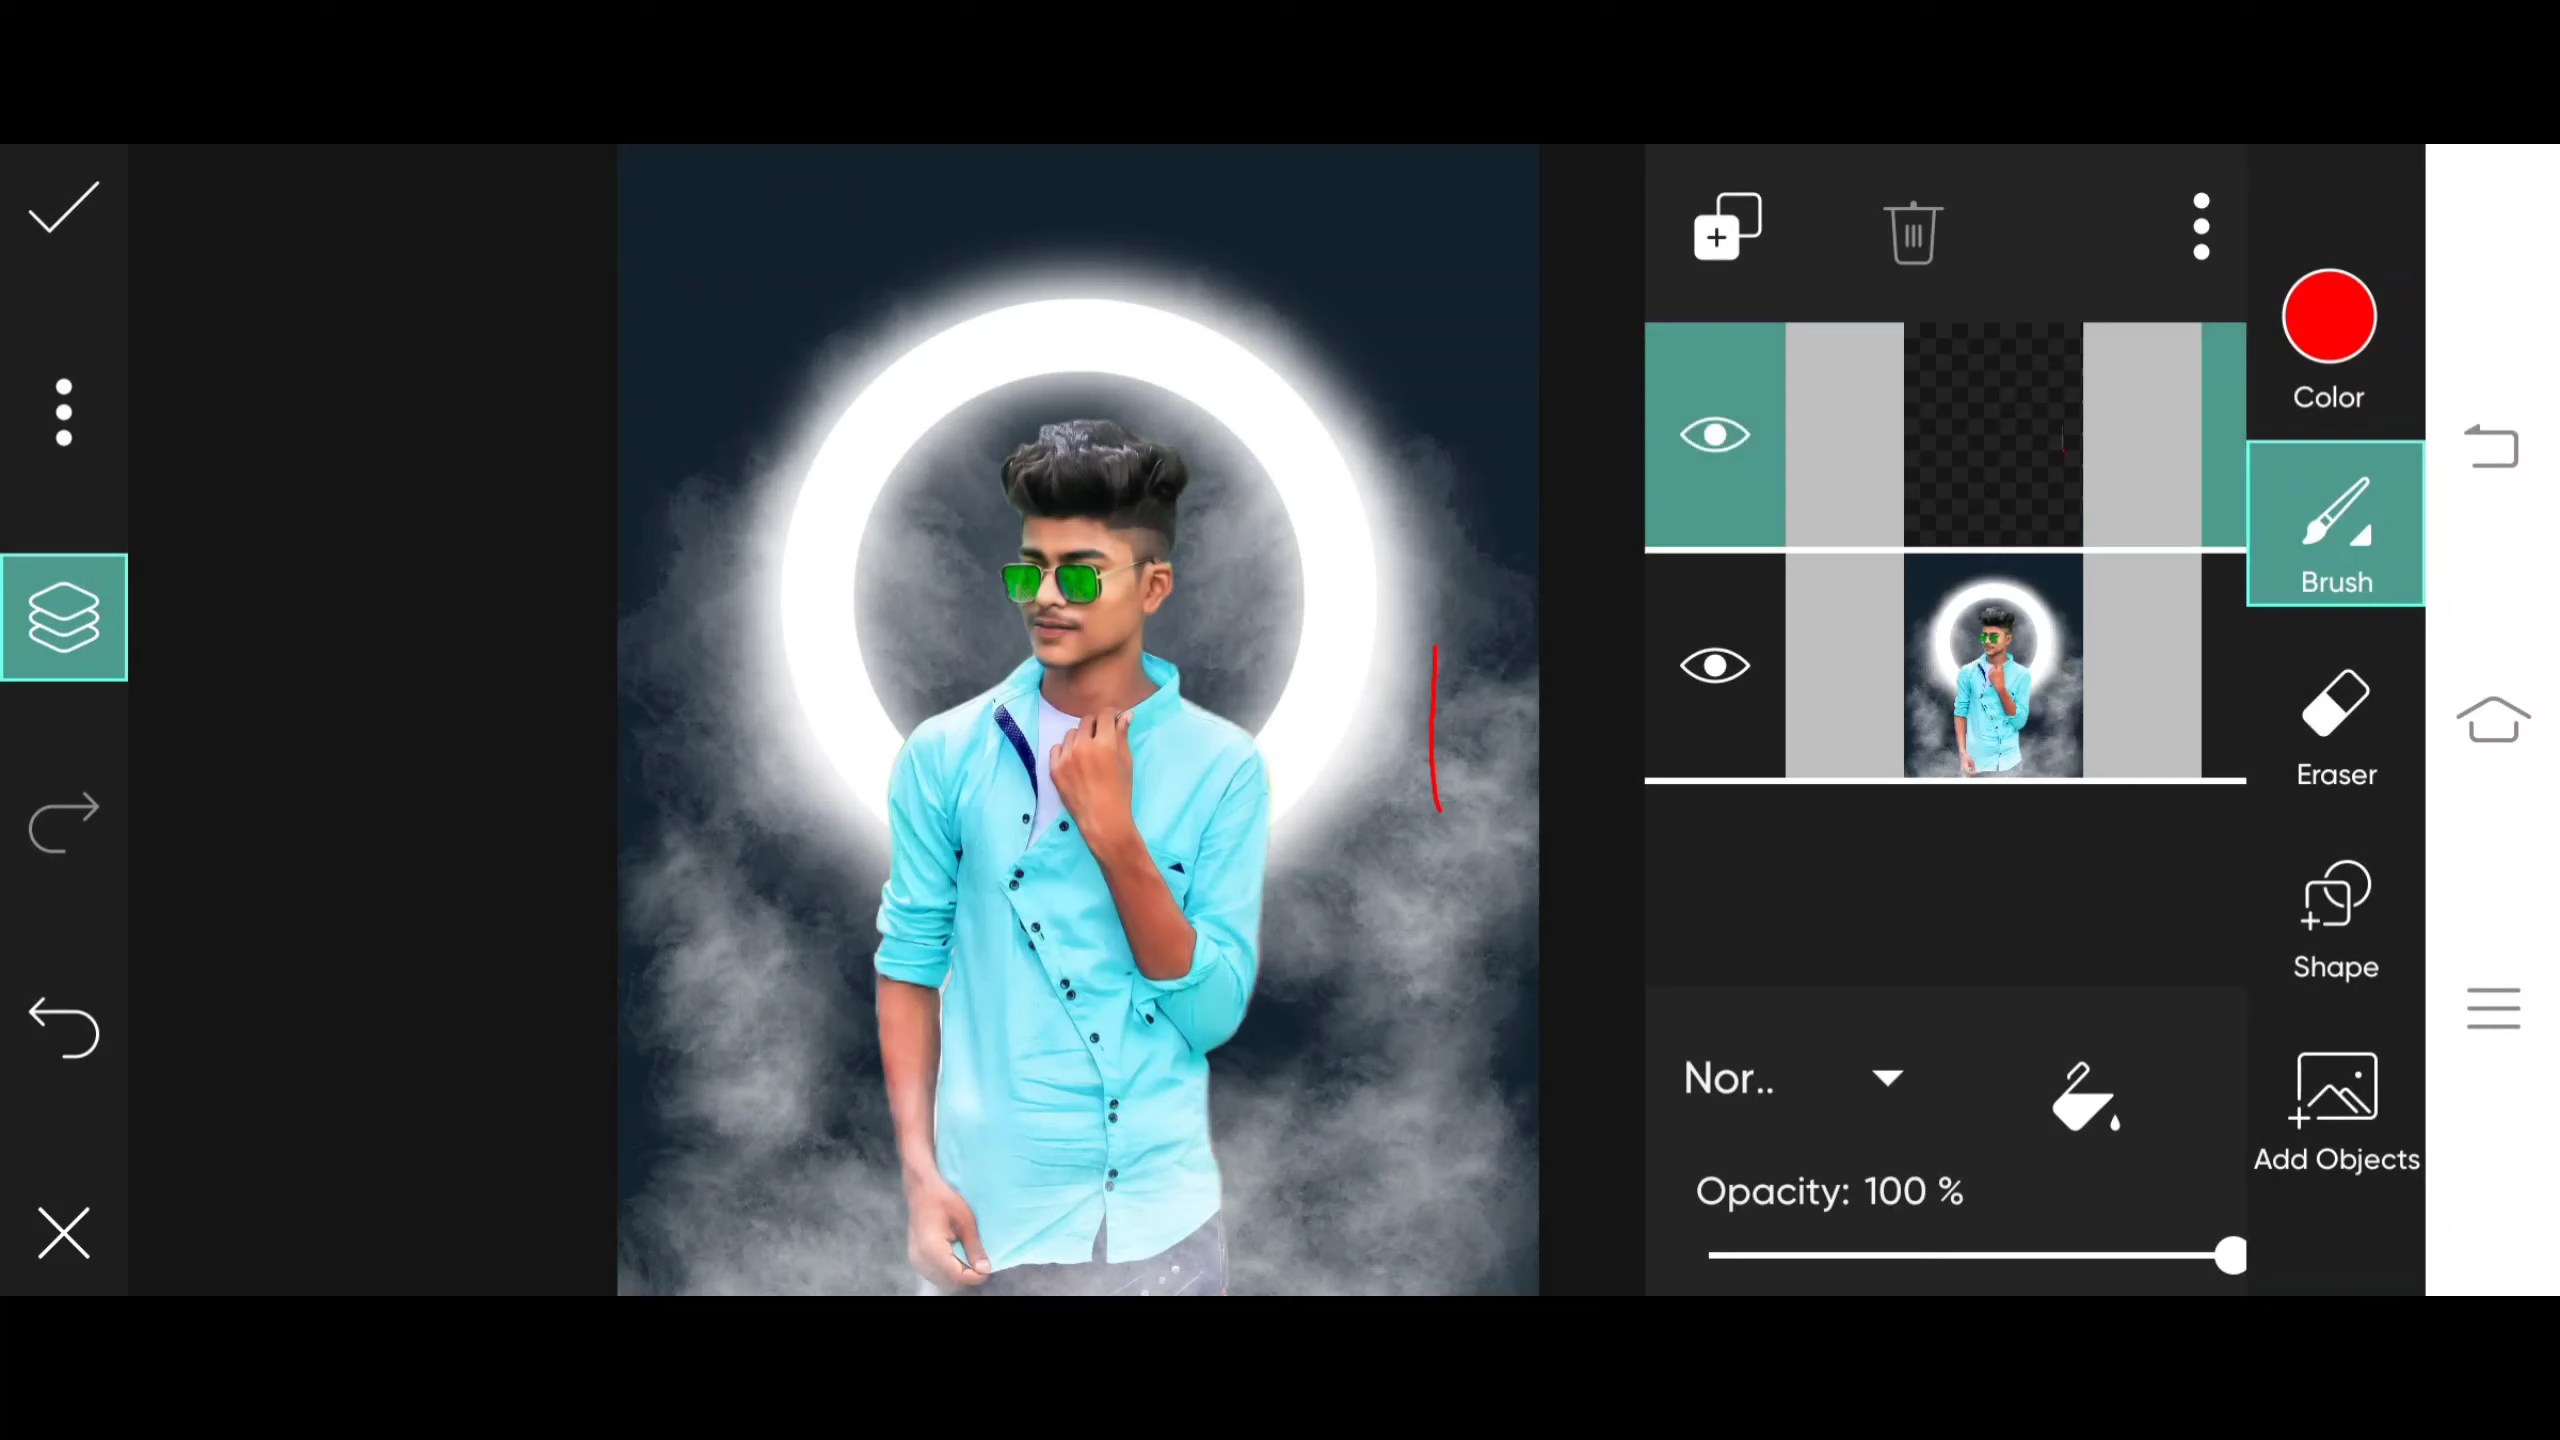 Color
Brush
Eraser
Shape
Add Objects
Nor..
Opacity: 100 %